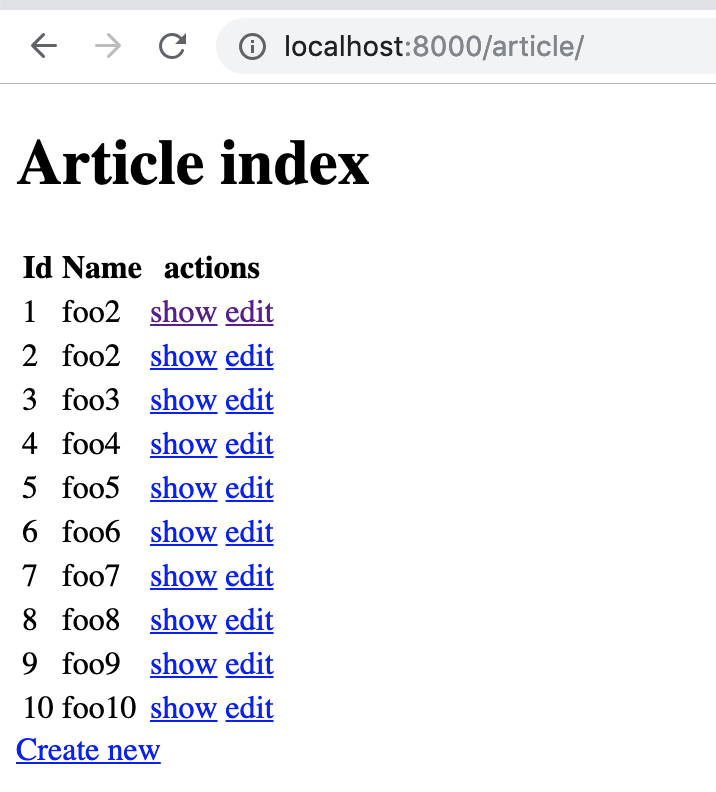 localhost:8000/article/
Article index
Id Name actions
1 foo2 show edit
2 foo2 show edit
3 foo3 show edit
4 foo4 show edit
5 foo5 show edit
6 foo6 show edit
7 foo7 show edit
8 foo8 show edit
9 foo9 show edit
10 foo10 show edit
Create new